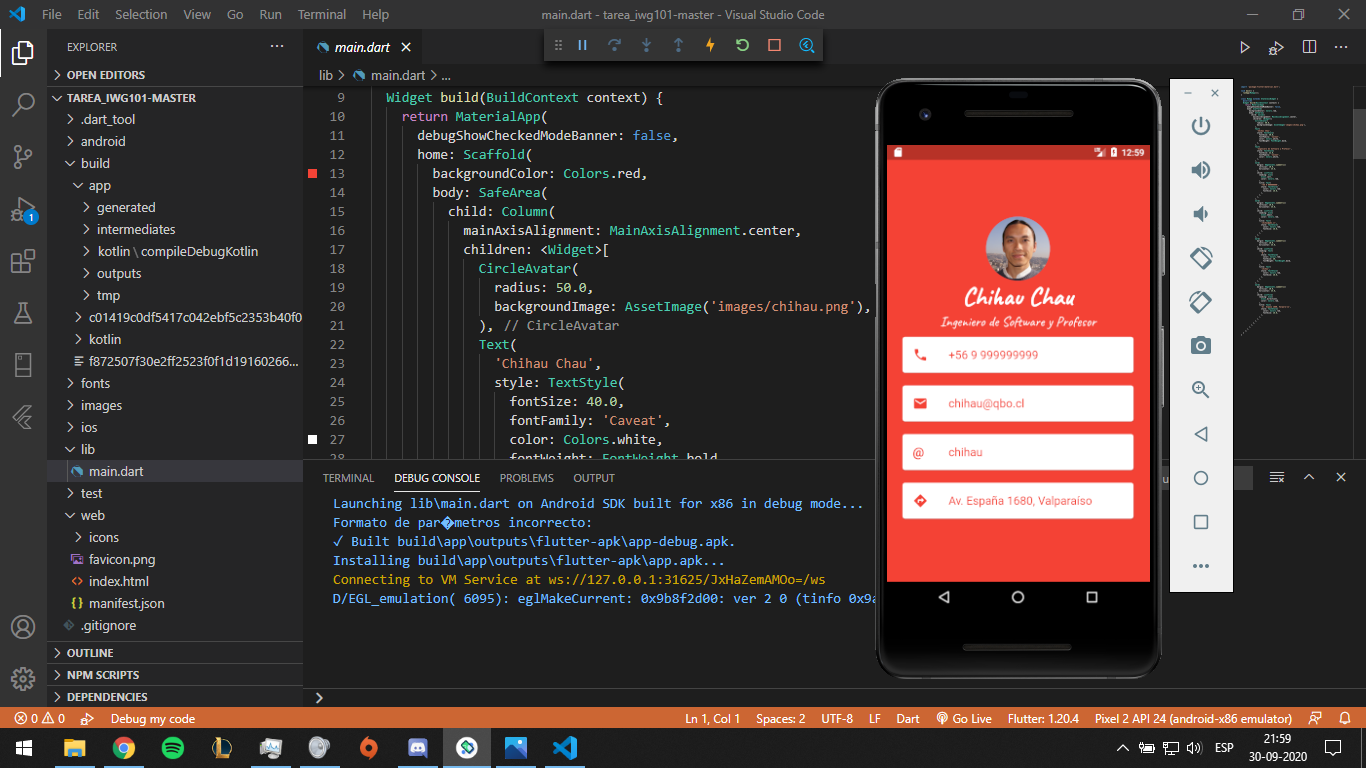 File Edit Selection View Go Run Terminal Help
main.dart - tarea_iwg101-master - Visual Studio Code
EXPLORER
OPEN EDITORS
TAREA_IWG101-MASTER
.dart_tool
android
build
app
generated
intermediates
kotlin \ compileDebugKotlin
outputs
tmp
c01419c0df5417c042ebf5c2353b40f0
kotlin
f872507f30e2ff2523f0f1d19160266...
fonts
images
ios
lib
main.dart
test
web
icons
favicon.png
index.html
manifest.json
.gitignore
OUTLINE
NPM SCRIPTS
DEPENDENCIES
1
main.dart
lib > main.dart > ...
9 Widget build(BuildContext context) {
10 return MaterialApp(
11 debugShowCheckedModeBanner: false,
12 home: Scaffold(
13 backgroundColor: Colors.red,
14 body: SafeArea(
15 child: Column(
16 mainAxisAlignment: MainAxisAlignment.center,
17 children: <Widget>[
18 CircleAvatar(
19 radius: 50.0,
20 backgroundImage: AssetImage('images/chihau.png'),
21 ), // CircleAvatar
22 Text(
23 'Chihau Chau',
24 style: TextStyle(
25 fontSize: 40.0,
26 fontFamily: 'Caveat',
27 color: Colors.white,
28 fontWeight: FontWeight.bold
TERMINAL DEBUG CONSOLE PROBLEMS OUTPUT
Launching lib\main.dart on Android SDK built for x86 in debug mode...
Formato de par�metros incorrecto:
✓ Built build\app\outputs\flutter-apk\app-debug.apk.
Installing build\app\outputs\flutter-apk\app.apk...
Connecting to VM Service at ws://127.0.0.1:31625/JxHaZemAMOo=/ws
D/EGL_emulation( 6095): eglMakeCurrent: 0x9b8f2d00: ver 2 0 (tinfo 0x9a
12:59
Chihau Chau
Ingeniero de Software y Profesor
+56 9 999999999
chihau@qbo.cl
@ chihau
Av. España 1680, Valparaíso
0 0 Debug my code
Ln 1, Col 1 Spaces: 2 UTF-8 LF Dart Go Live Flutter: 1.20.4 Pixel 2 API 24 (android-x86 emulator)
ESP
21:59
30-09-2020